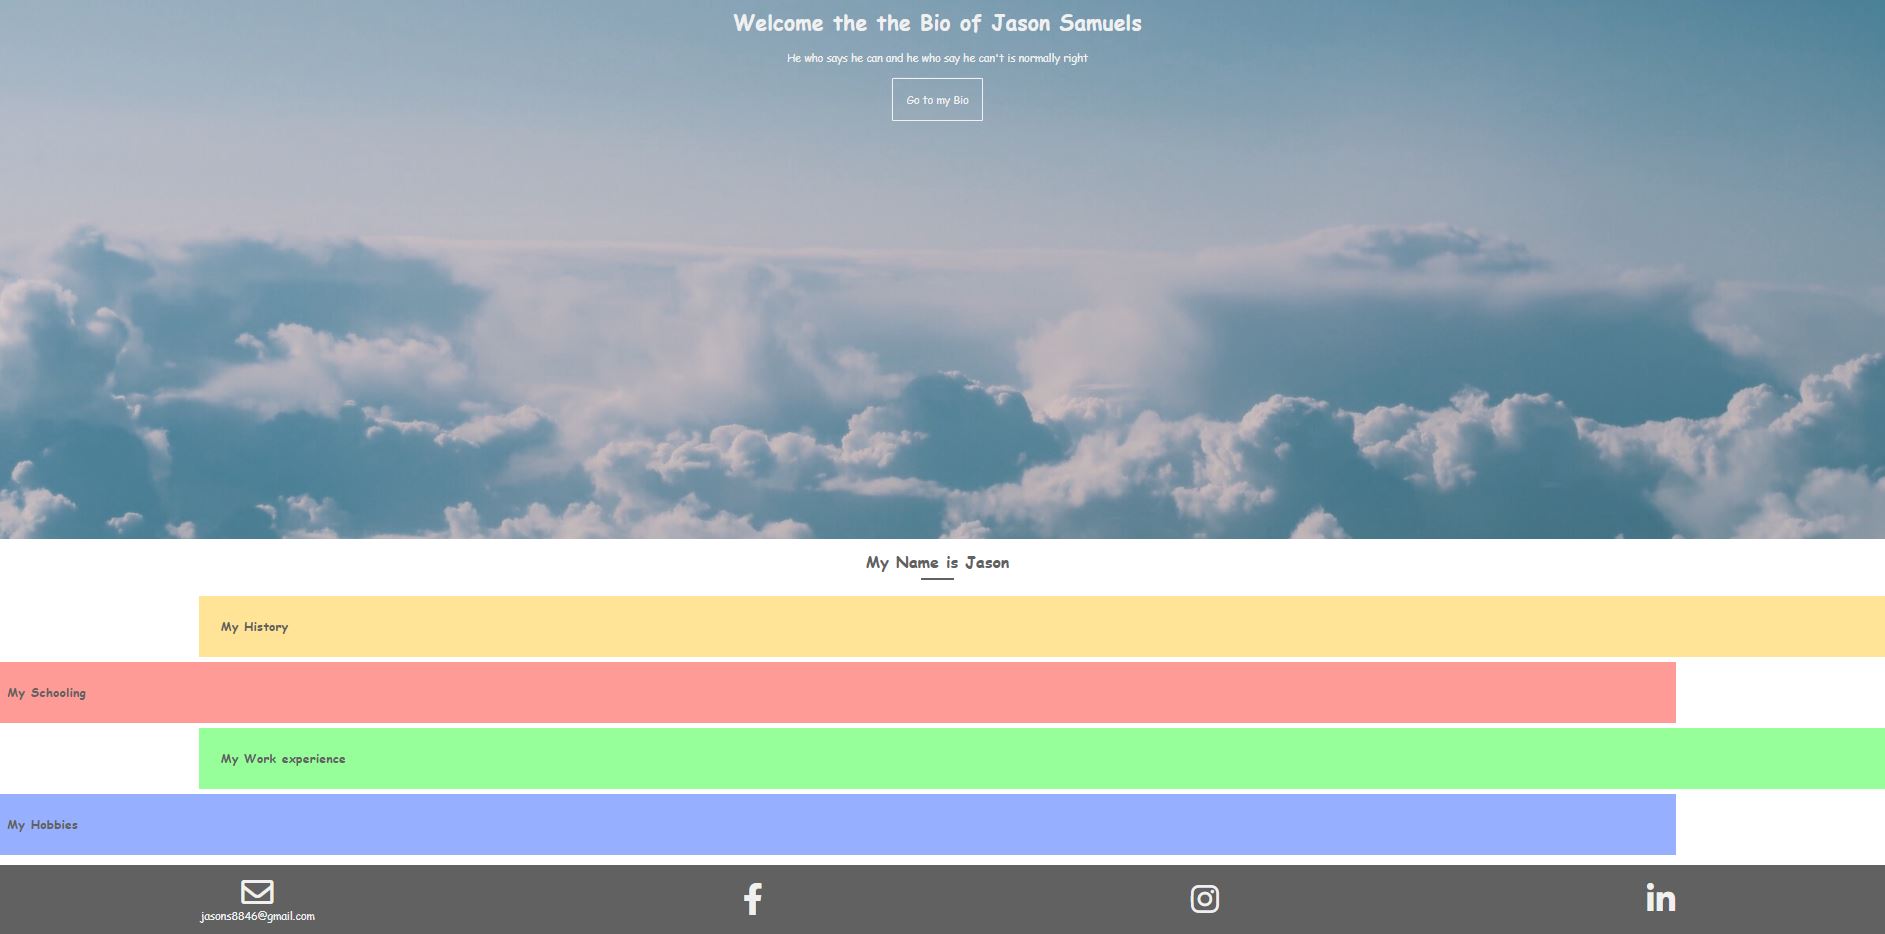 Welcome the the Bio of Jason Samuels
He who says he can and he who say he can't is normally right
Go to my Bio
My Name is Jason
My History
My Schooling
My Work experience
My Hobbies
jasons8846@gmail.com